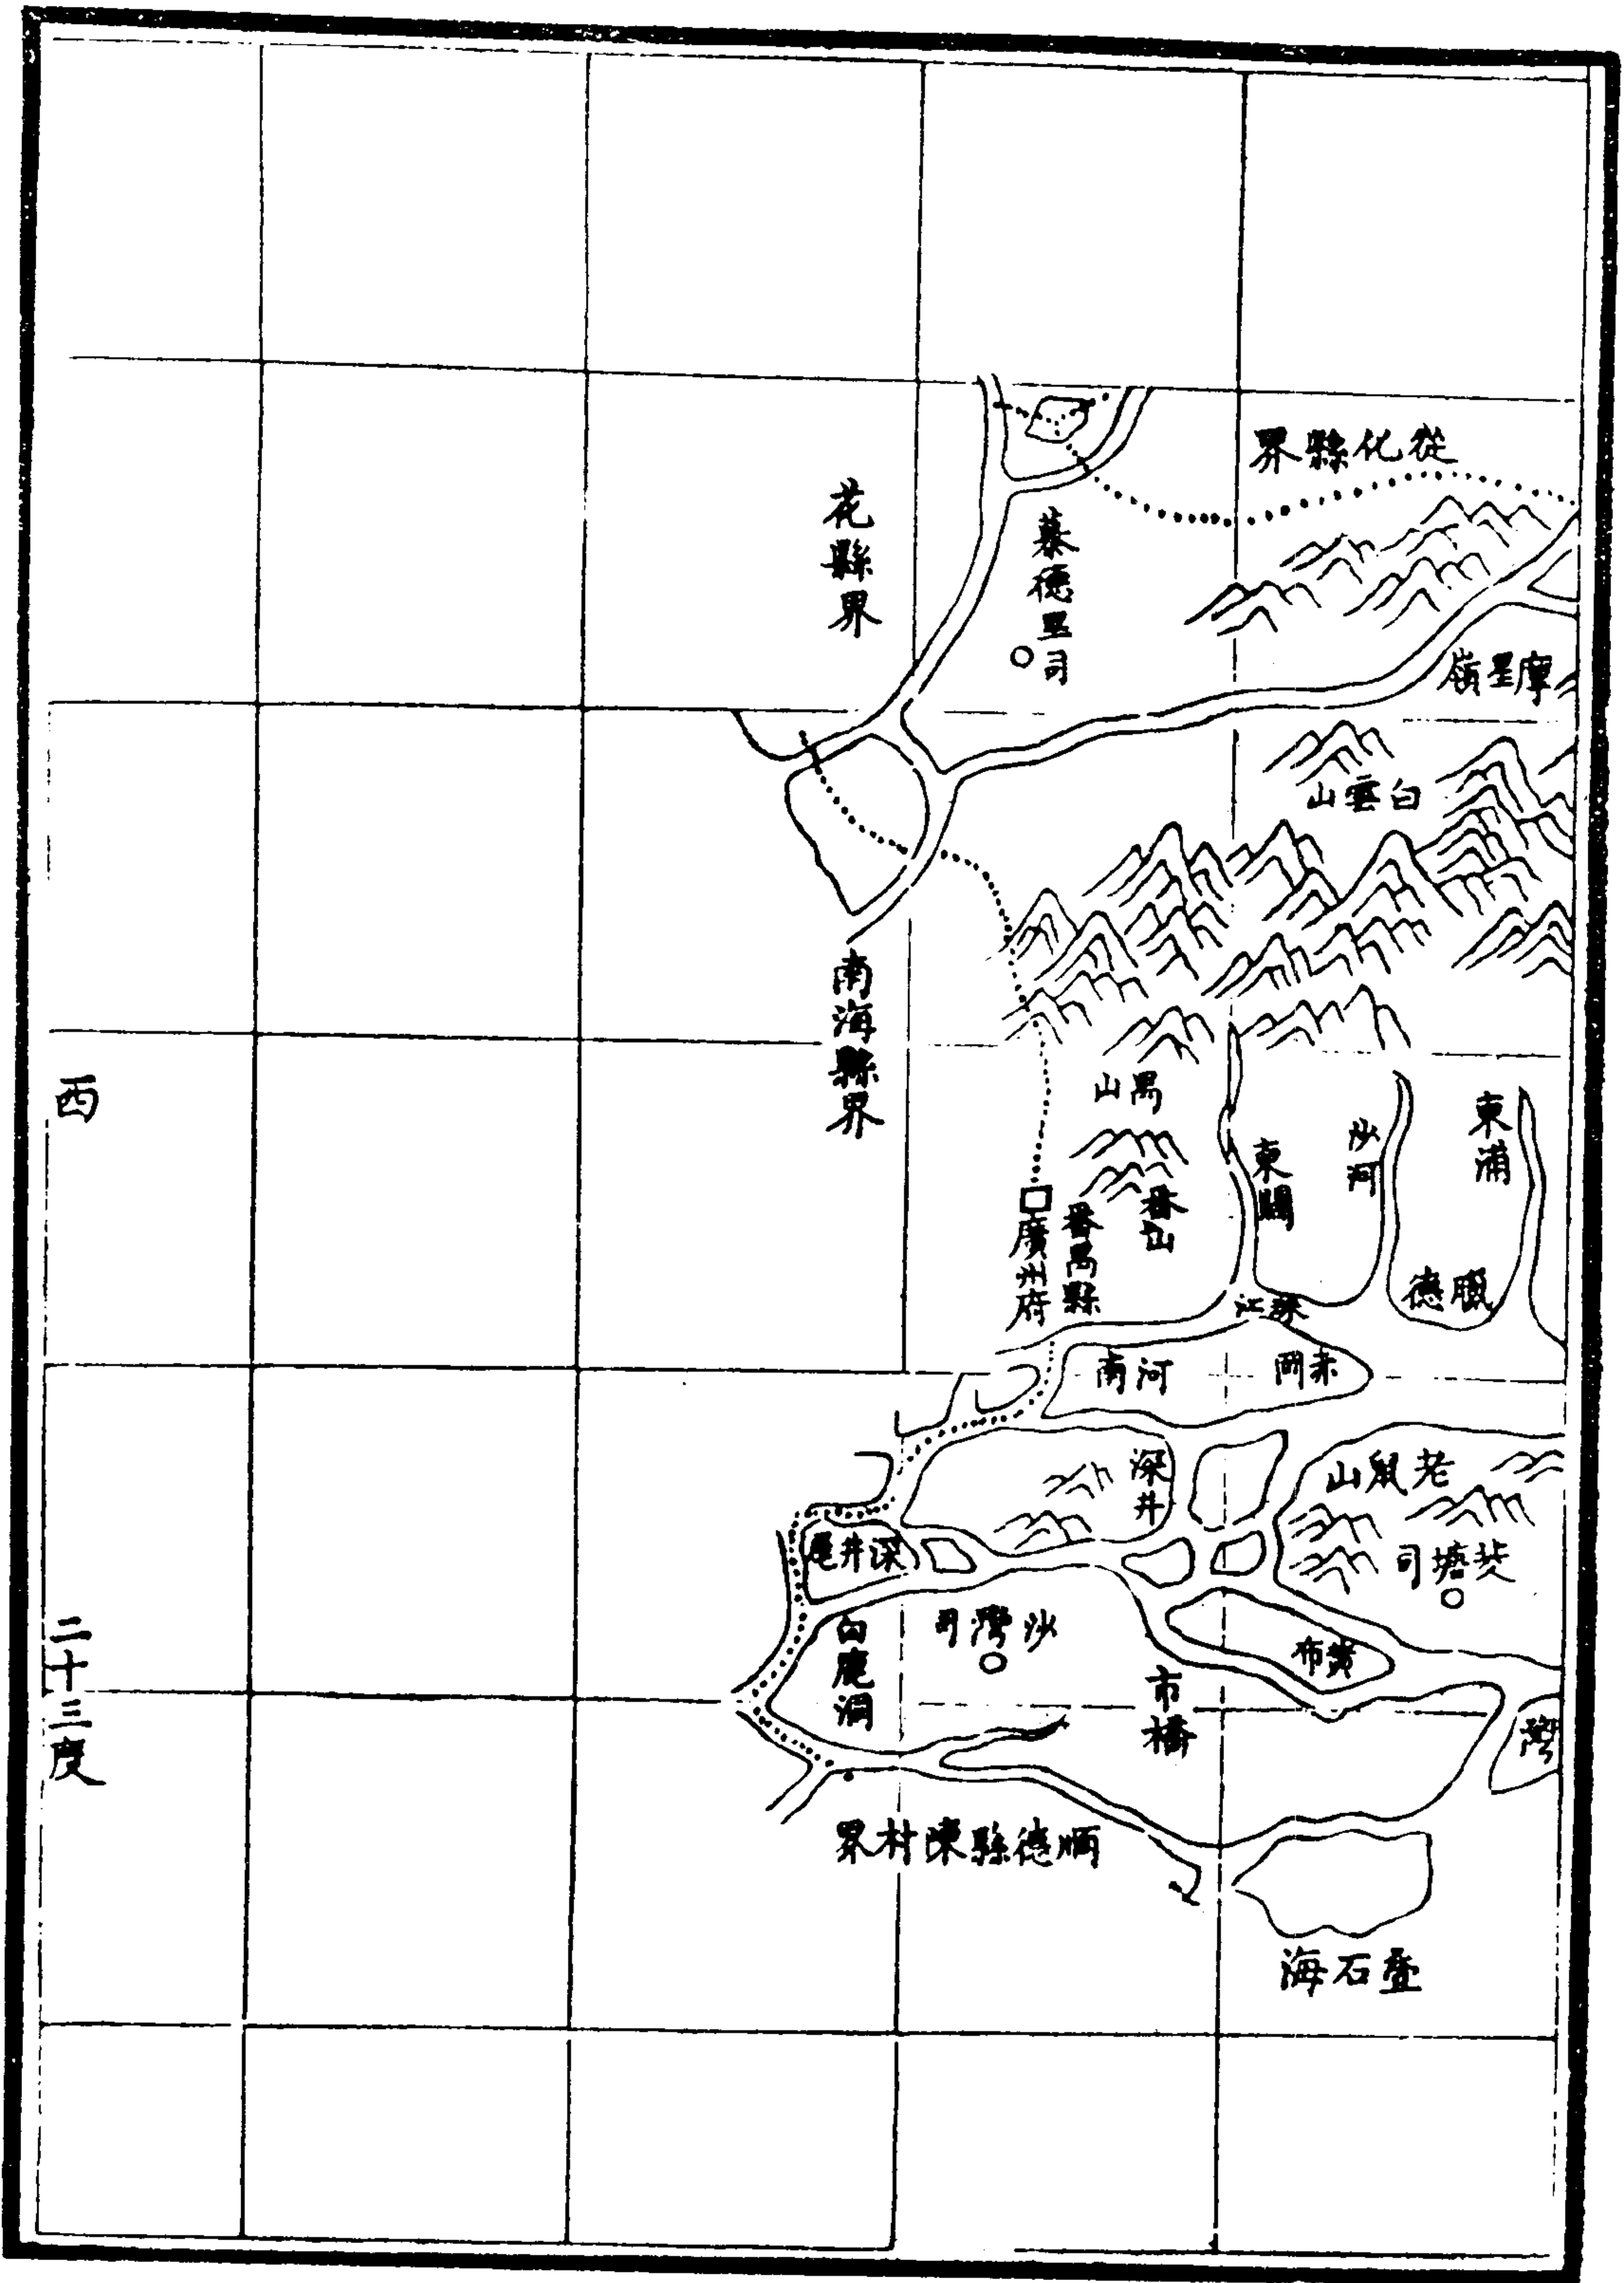 從化縣界
花縣界
慕德里司
摩星嶺
白雲山
南海縣界
禺山
番山
東關
沙河
東浦
西
廣州府
番禺縣
臘德
珠江
河南
赤岡
深井
老鼠山
深井尾
茭塘司
沙灣司
白鹿洞
黄布
市橋
灣
二十三度
順德縣陳村界
叠石海